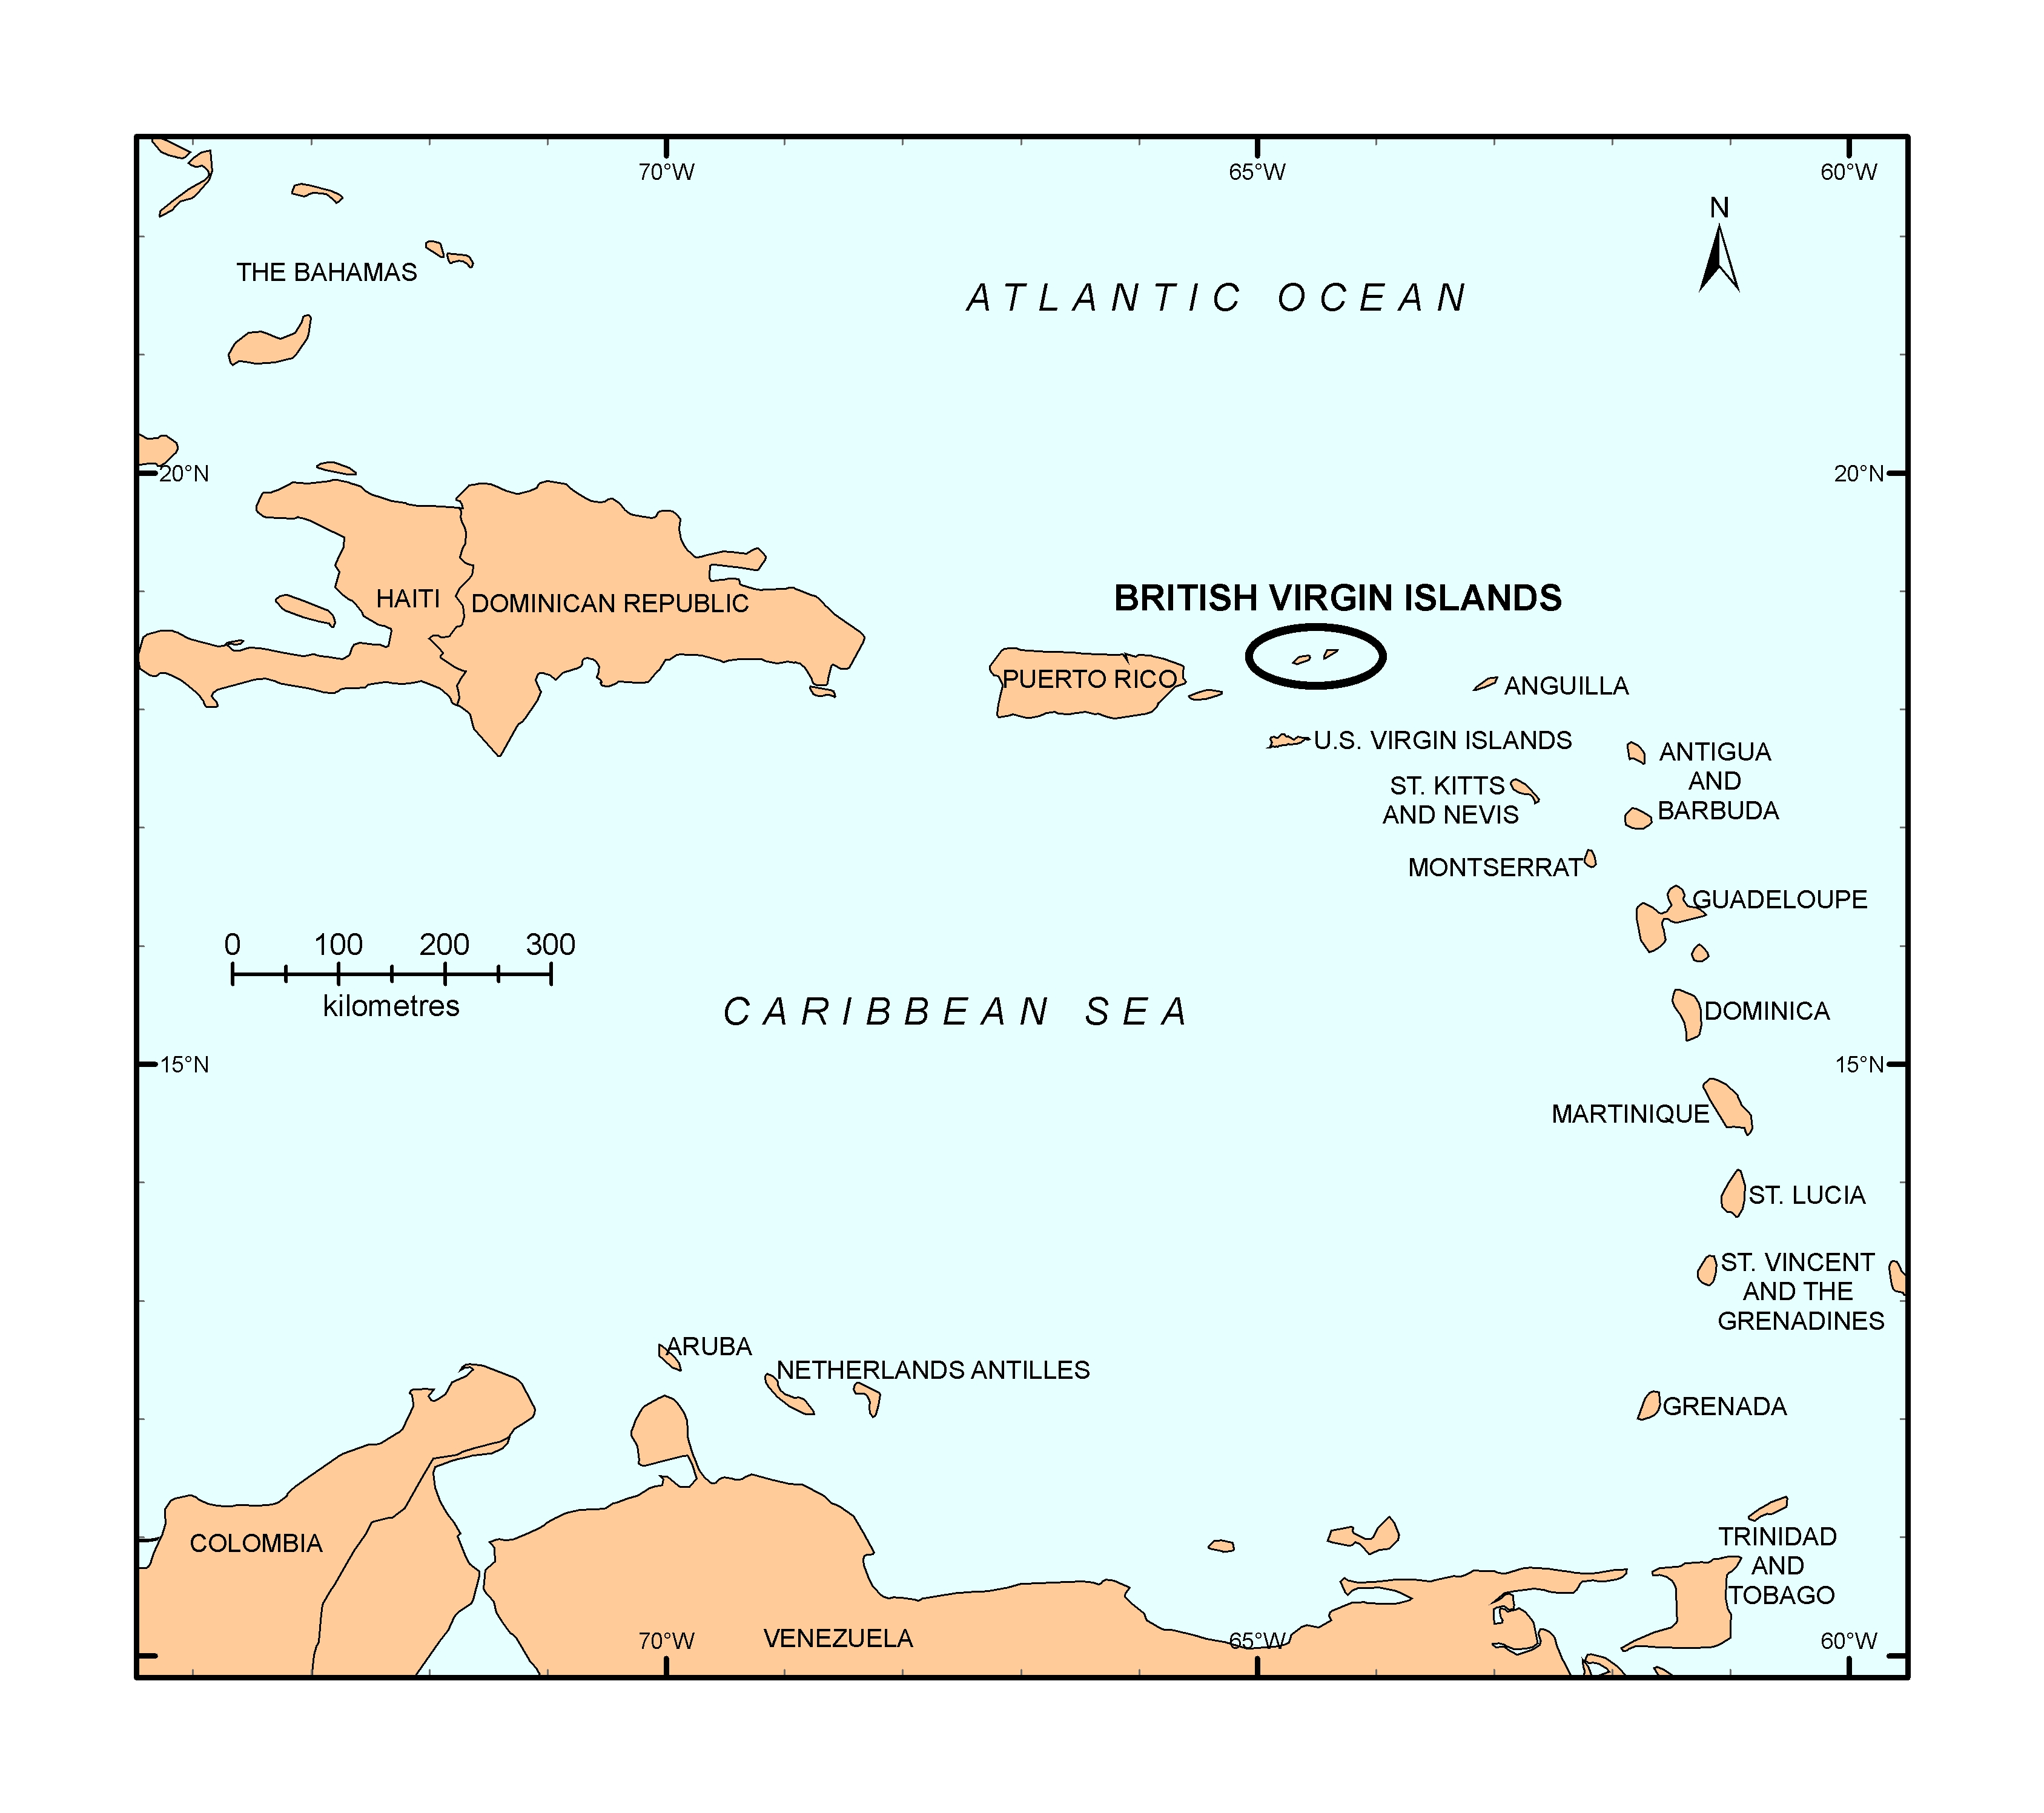 70°W
65°W
60°W
N
THE BAHAMAS
ATLANTIC OCEAN
20°N
20°N
BRITISH VIRGIN ISLANDS
HAITI
DOMINICAN REPUBLIC
PUERTO RICO
ANGUILLA
U.S. VIRGIN ISLANDS
ANTIGUA
AND
BARBUDA
ST. KITTS
AND NEVIS
MONTSERRAT
GUADELOUPE
0 100 200 300
kilometres
CARIBBEAN SEA
DOMINICA
15°N
15°N
MARTINIQUE
ST. LUCIA
ST. VINCENT
AND THE
GRENADINES
ARUBA
NETHERLANDS ANTILLES
GRENADA
COLOMBIA
TRINIDAD
AND
TOBAGO
VENEZUELA
70°W
65°W
60°W